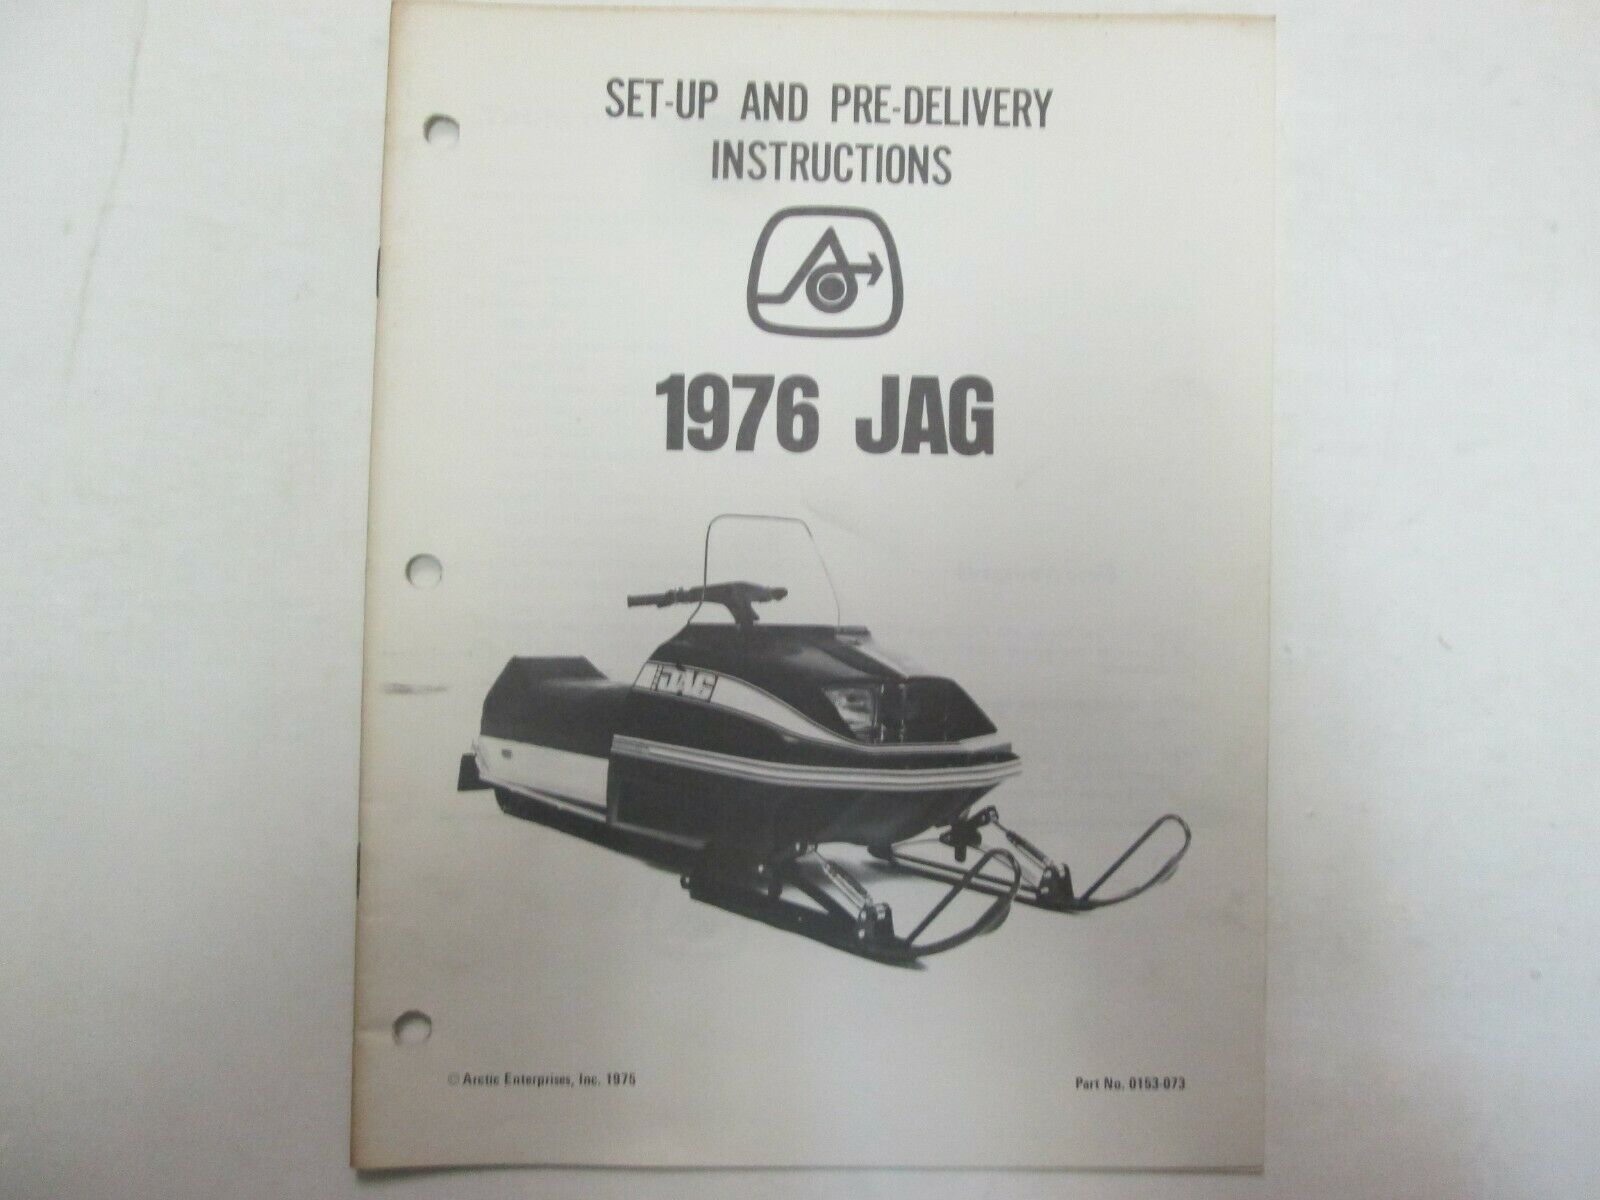 SET-UP AND PRE-DELIVERY
INSTRUCTIONS
1976 JAG
JAG
© Arctic Enterprises, Inc. 1975
Part No. 0153-073